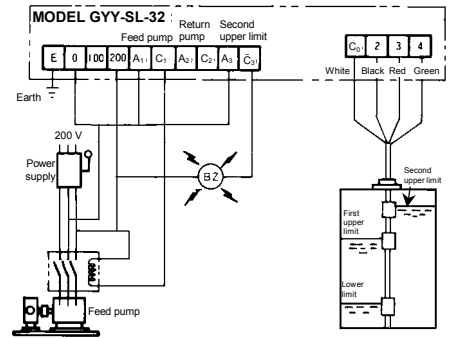 MODEL GYY-SL-32
Feed pump
Return pump
Second upper limit
E 0 100 200 A₁ C₁ A₂ C₂ A₃ C̄₃
C̄₀ 2 3 4
White Black Red Green
Earth
200 V
Power supply
BZ
Feed pump
Second upper limit
First upper limit
Lower limit